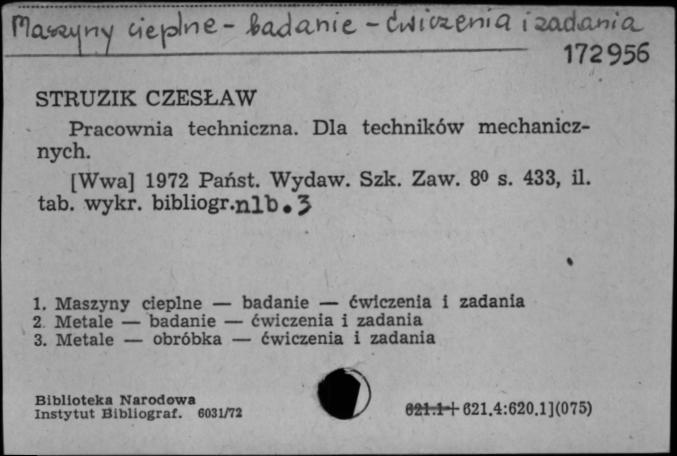 Maszyny cieplne - badanie - ćwiczenia i zadania
172956
STRUZIK CZESŁAW
Pracownia techniczna. Dla techników mechanicz-
nych.
[Wwa] 1972 Państ. Wydaw. Szk. Zaw. 8⁰ s. 433, il.
tab. wykr. bibliogr. nlb. 3
1. Maszyny cieplne — badanie — ćwiczenia i zadania
2. Metale — badanie — ćwiczenia i zadania
3. Metale — obróbka — ćwiczenia i zadania
Biblioteka Narodowa
Instytut Bibliograf. 6031/72
621.1+ 621.4:620.1](075)